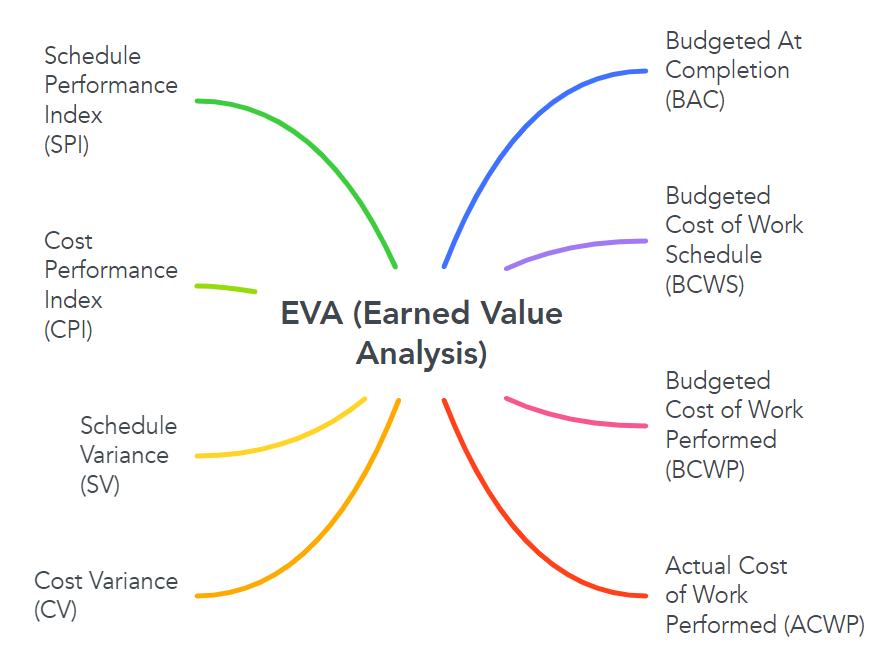 Schedule
Performance
Index
(SPI)
Cost
Performance
Index
(CPI)
Schedule
Variance
(SV)
Cost Variance
(CV)
EVA (Earned Value
Analysis)
Budgeted At
Completion
(BAC)
Budgeted
Cost of Work
Schedule
(BCWS)
Budgeted
Cost of Work
Performed
(BCWP)
Actual Cost
of Work
Performed (ACWP)